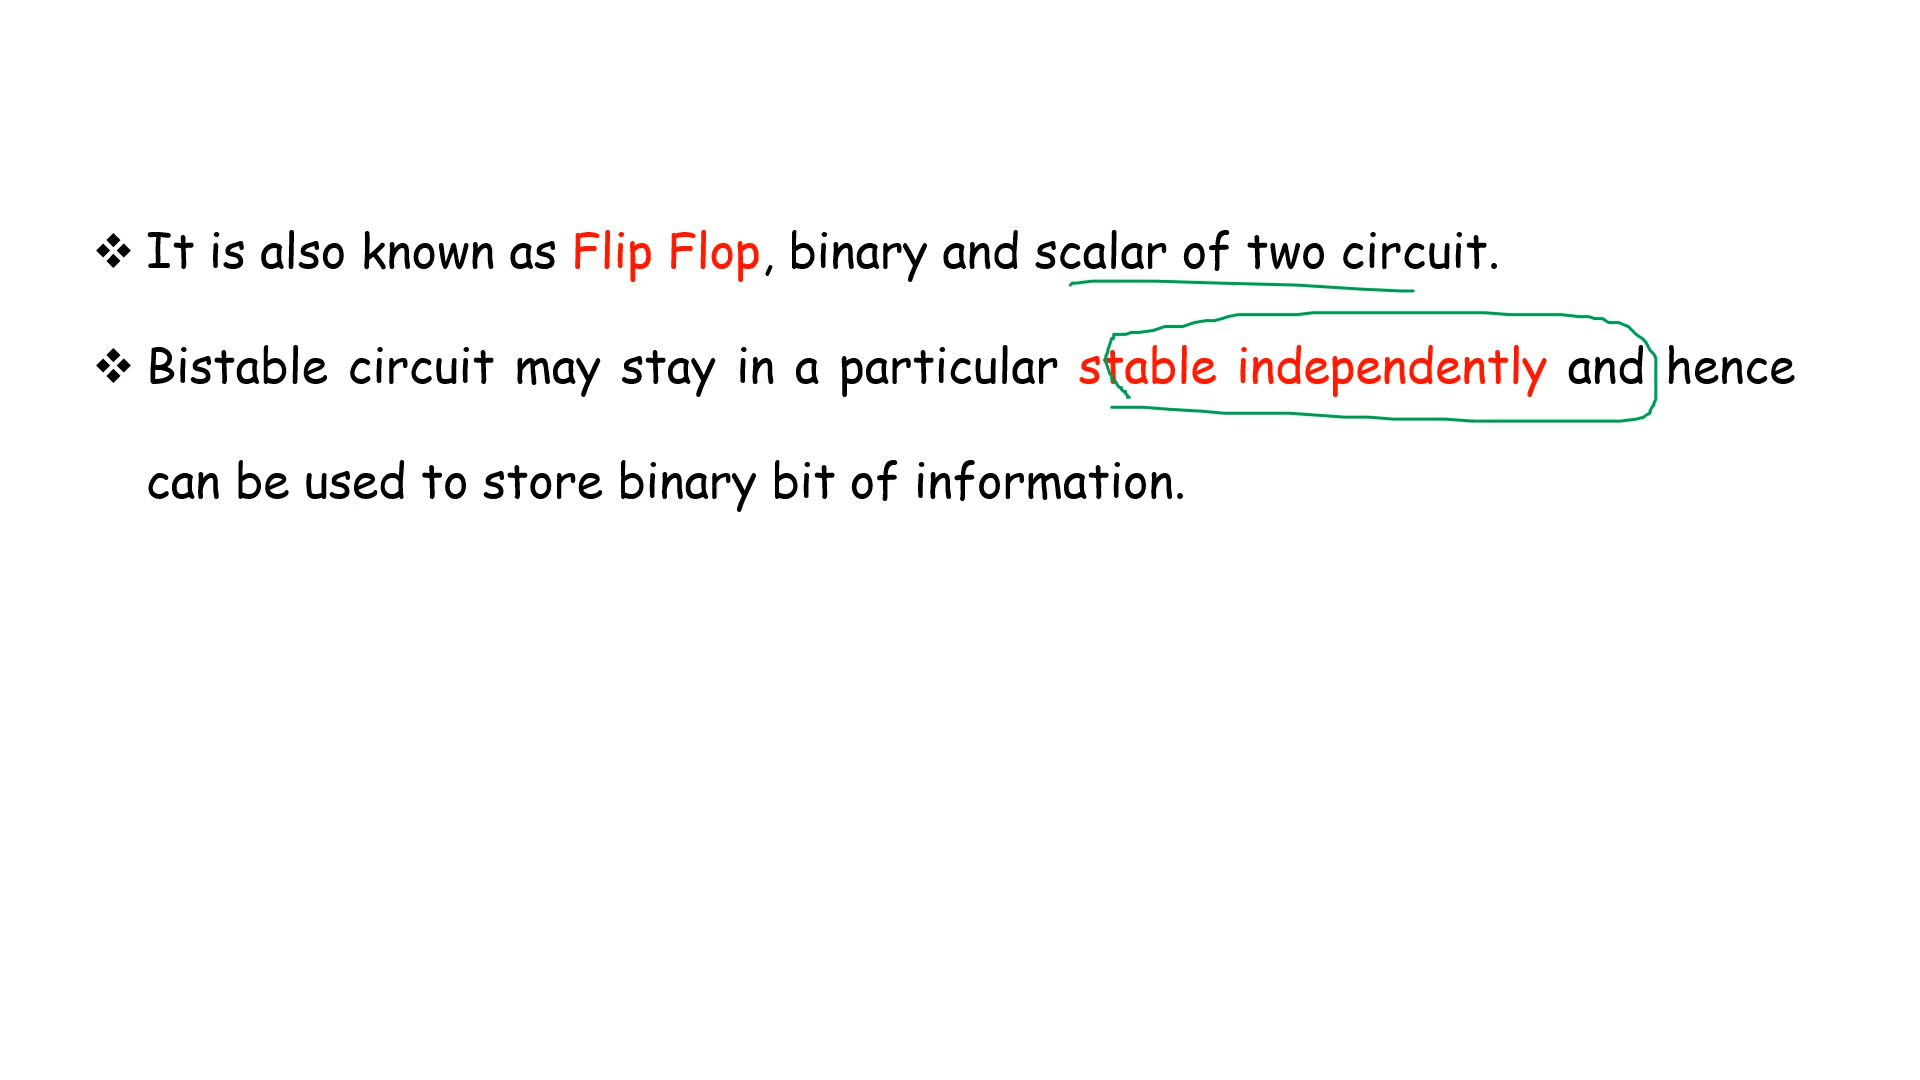 ❖ It is also known as Flip Flop, binary and scalar of two circuit.
❖ Bistable circuit may stay in a particular stable independently and hence
can be used to store binary bit of information.